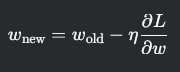 w_new = w_old − η ∂L/∂w